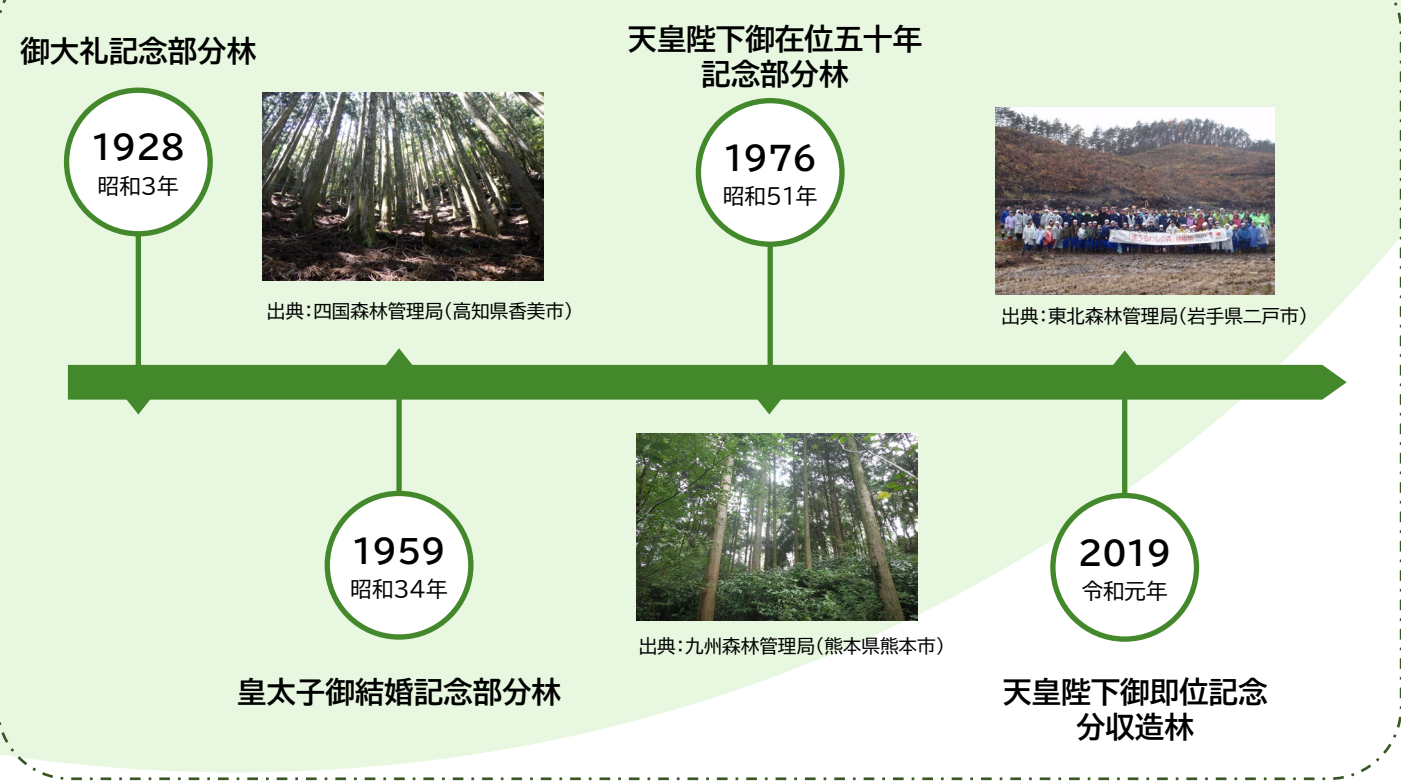 御大礼記念部分林
1928
昭和3年
出典:四国森林管理局(高知県香美市)
天皇陛下御在位五十年
記念部分林
1976
昭和51年
出典:東北森林管理局(岩手県二戸市)
1959
昭和34年
皇太子御結婚記念部分林
出典:九州森林管理局(熊本県熊本市)
2019
令和元年
天皇陛下御即位記念
分収造林